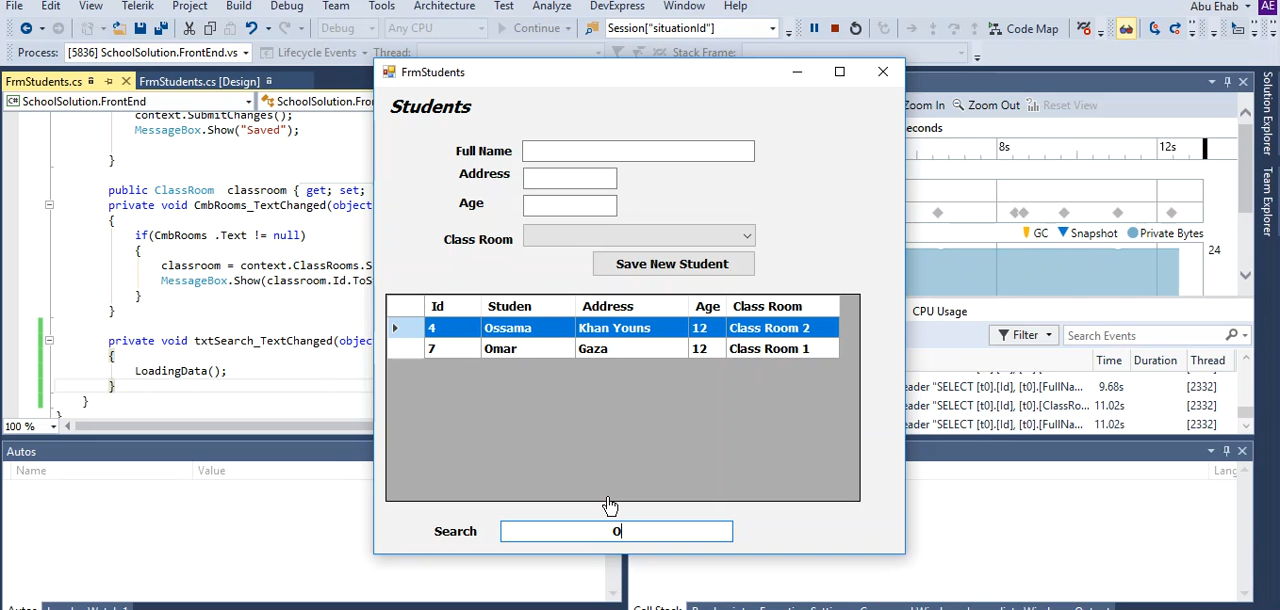 File Edit View Telerik Project Build Debug Team Tools Architecture Test Analyze DevExpress Window Help
Abu Ehab AE
Debug Any CPU Continue Session["situationId"] Code Map
Process: [5836] SchoolSolution.FrontEnd.vs Lifecycle Events Thread: Stack Frame:
FrmStudents.cs FrmStudents.cs [Design]
SchoolSolution.FrontEnd
context.SubmitChanges();
MessageBox.Show("Saved");
}
public ClassRoom classroom { get; set;
private void CmbRooms_TextChanged(object
{
if(CmbRooms .Text != null)
{
classroom = context.ClassRooms.S
MessageBox.Show(classroom.Id.ToS
}
}
private void txtSearch_TextChanged(objec
{
LoadingData();
}
}
100 %
Autos
Name Value
FrmStudents
Students
Full Name
Address
Age
Class Room
Save New Student
Id Studen Address Age Class Room
4 Ossama Khan Youns 12 Class Room 2
7 Omar Gaza 12 Class Room 1
Search O
Zoom In Zoom Out Reset View
8s 12s
GC Snapshot Private Bytes
24
CPU Usage
Filter Search Events
Time Duration Thread
eader "SELECT [t0].[Id], [t0].[FullNa... 9.68s [2332]
eader "SELECT [t0].[Id], [t0].[ClassRo... 11.02s [2332]
eader "SELECT [t0].[Id], [t0].[FullNa... 11.02s [2332]
Solution Explorer
Team Explorer